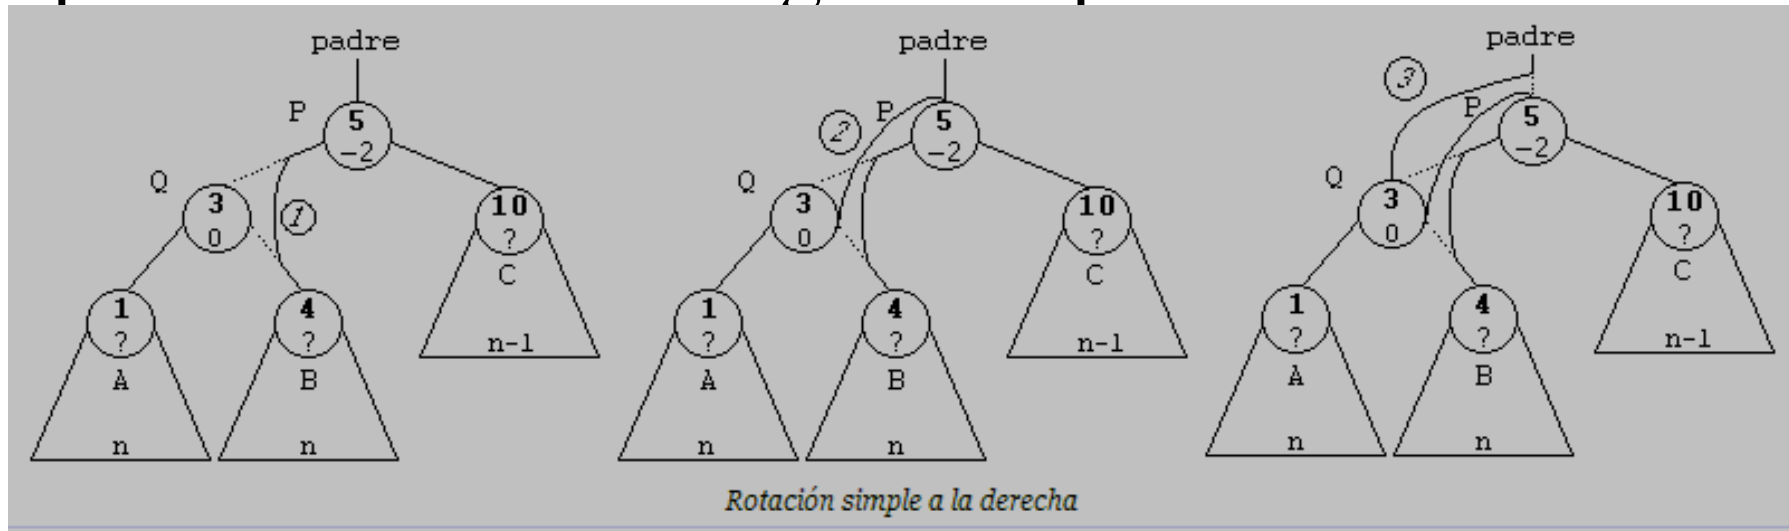 padre padre padre
P 5 -2 P 5 -2 P 5 -2
1 2 3
Q 3 0 Q 3 0 Q 3 0
10 ? 10 ? 10 ?
C C C
1 ? 4 ? 1 ? 4 ? 1 ? 4 ?
n-1 n-1 n-1
A B A B A B
n n n n n n
Rotación simple a la derecha